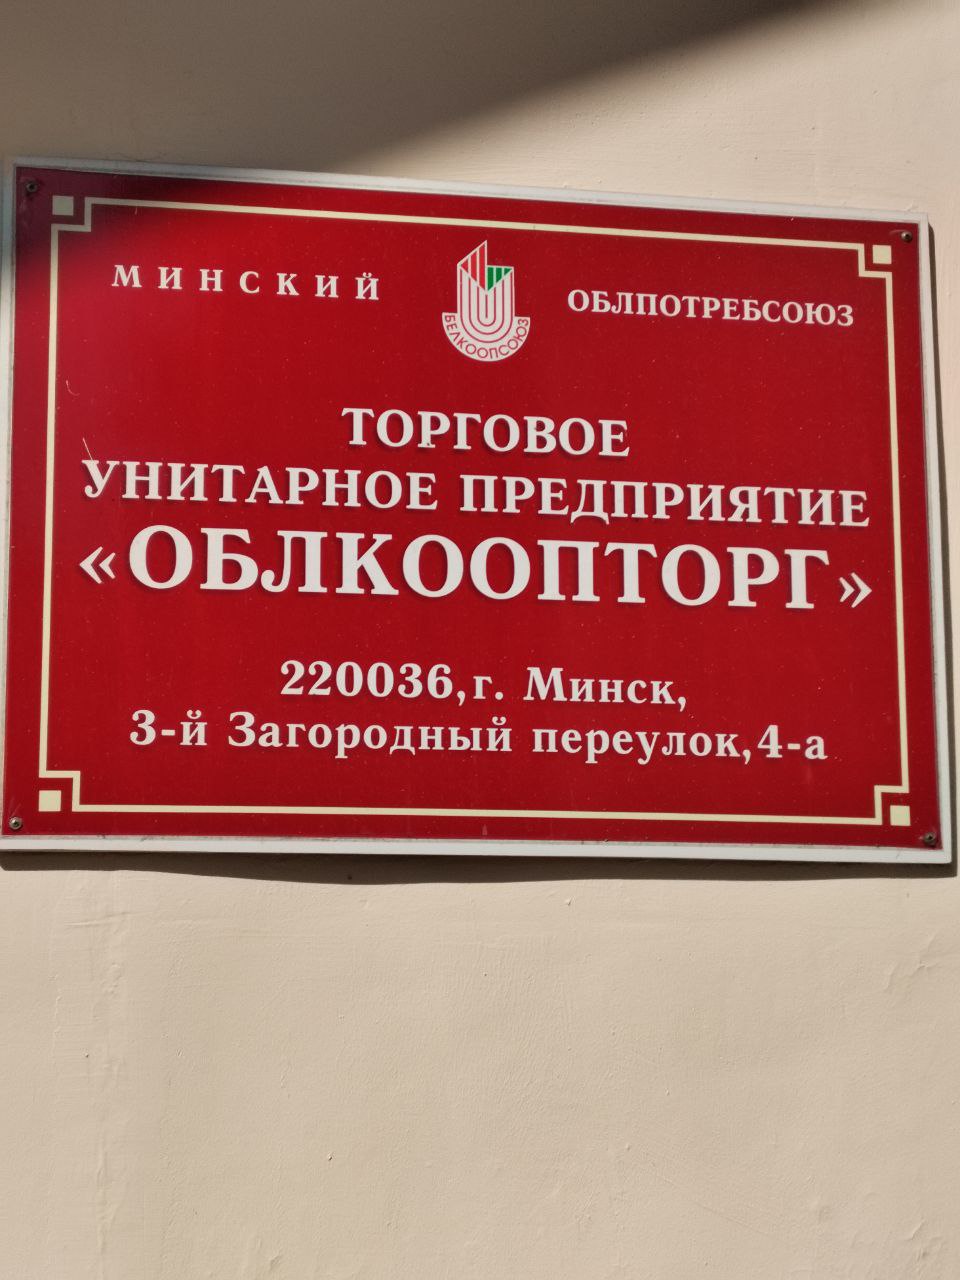 МИНСКИЙ ОБЛПОТРЕБСОЮЗ
БЕЛКООПСОЮЗ
ТОРГОВОЕ
УНИТАРНОЕ ПРЕДПРИЯТИЕ
«ОБЛКООПТОРГ»
220036, г. Минск,
3-й Загородный переулок, 4-а